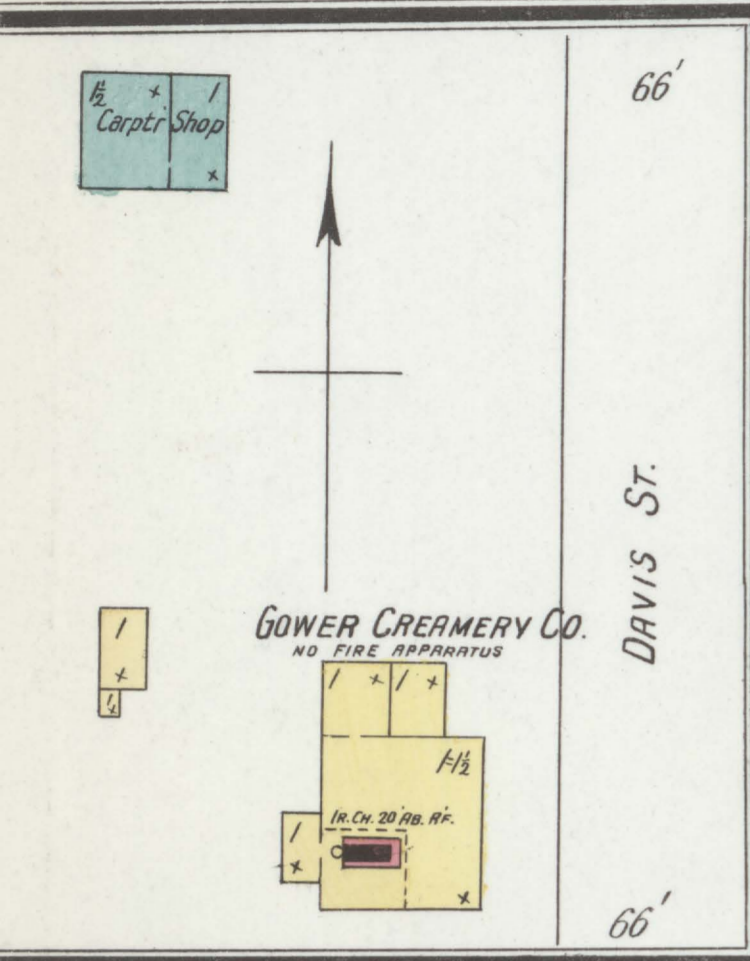 66'
1½ x 1
Carptr Shop
x
DAVIS ST.
GOWER CREAMERY CO.
NO FIRE APPARATUS
1
x
1
x
1 x 1 x
1=1½
IR. CH. 20' AB. R'F.
1
x
x
66'